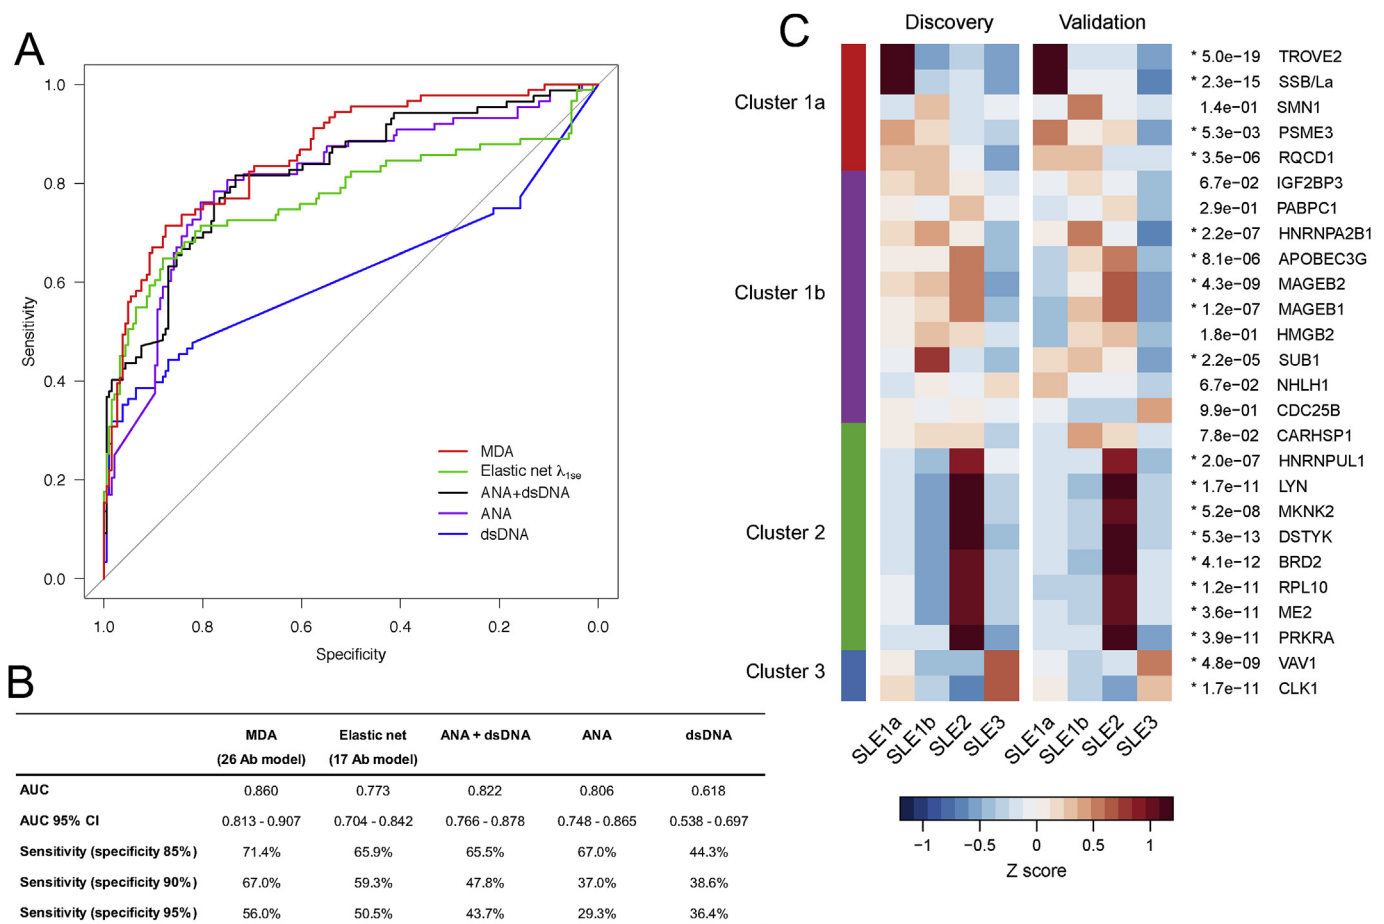 A
1.0
0.8
0.6
0.4
0.2
0.0
Sensitivity
1.0 0.8 0.6 0.4 0.2 0.0
Specificity
MDA
Elastic net λ1se
ANA+dsDNA
ANA
dsDNA
B
MDA Elastic net ANA + dsDNA ANA dsDNA
(26 Ab model) (17 Ab model)
AUC 0.860 0.773 0.822 0.806 0.618
AUC 95% CI 0.813 - 0.907 0.704 - 0.842 0.766 - 0.878 0.748 - 0.865 0.538 - 0.697
Sensitivity (specificity 85%) 71.4% 65.9% 65.5% 67.0% 44.3%
Sensitivity (specificity 90%) 67.0% 59.3% 47.8% 37.0% 38.6%
Sensitivity (specificity 95%) 56.0% 50.5% 43.7% 29.3% 36.4%
C
Discovery Validation
Cluster 1a
Cluster 1b
Cluster 2
Cluster 3
* 5.0e−19 TROVE2
* 2.3e−15 SSB/La
1.4e−01 SMN1
* 5.3e−03 PSME3
* 3.5e−06 RQCD1
6.7e−02 IGF2BP3
2.9e−01 PABPC1
* 2.2e−07 HNRNPA2B1
* 8.1e−06 APOBEC3G
* 4.3e−09 MAGEB2
* 1.2e−07 MAGEB1
1.8e−01 HMGB2
* 2.2e−05 SUB1
6.7e−02 NHLH1
9.9e−01 CDC25B
7.8e−02 CARHSP1
* 2.0e−07 HNRNPUL1
* 1.7e−11 LYN
* 5.2e−08 MKNK2
* 5.3e−13 DSTYK
* 4.1e−12 BRD2
* 1.2e−11 RPL10
* 3.6e−11 ME2
* 3.9e−11 PRKRA
* 4.8e−09 VAV1
* 1.7e−11 CLK1
SLE1a SLE1b SLE2 SLE3 SLE1a SLE1b SLE2 SLE3
−1 −0.5 0 0.5 1
Z score